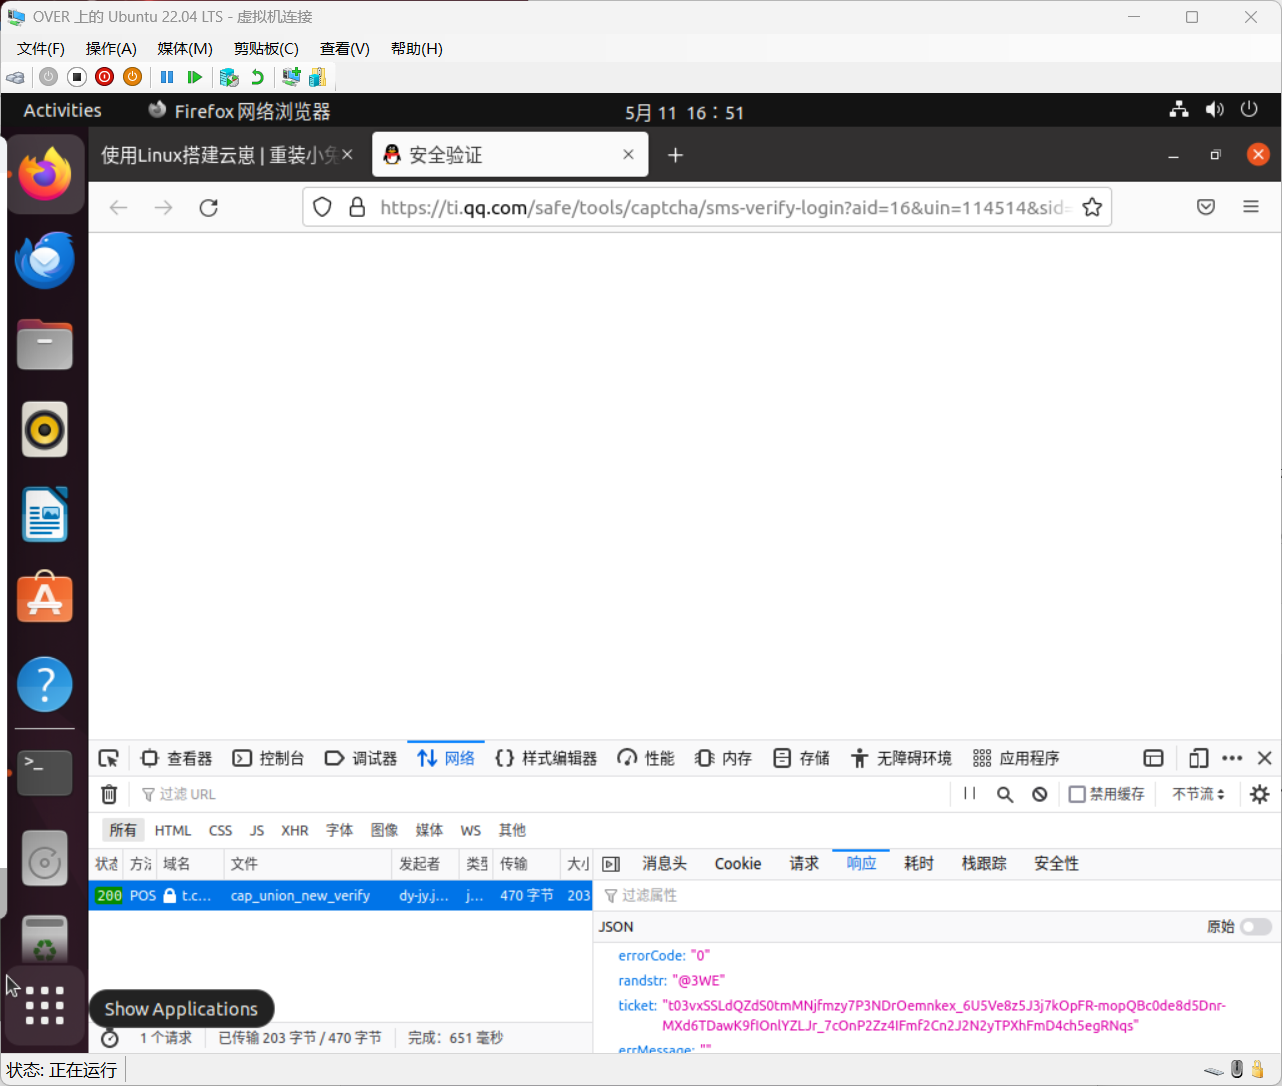 OVER 上的 Ubuntu 22.04 LTS - 虚拟机连接
文件(F) 操作(A) 媒体(M) 剪贴板(C) 查看(V) 帮助(H)
Activities Firefox 网络浏览器 5月 11 16：51
使用Linux搭建云崽 | 重装小兔 安全验证
https://ti.qq.com/safe/tools/captcha/sms-verify-login?aid=16&uin=114514&sid=
查看器 控制台 调试器 网络 样式编辑器 性能 内存 存储 无障碍环境 应用程序
过滤 URL 禁用缓存 不节流
所有 HTML CSS JS XHR 字体 图像 媒体 WS 其他
状态 方法 域名 文件 发起者 类型 传输 大小 消息头 Cookie 请求 响应 耗时 栈跟踪 安全性
200 POS t.c... cap_union_new_verify dy-jy.j... j... 470 字节 203 过滤属性
JSON 原始
errorCode: "0"
randstr: "@3WE"
ticket: "t03vxSSLdQZdS0tmMNjfmzy7P3NDrOemnkex_6U5Ve8z5J3j7kOpFR-mopQBc0de8d5Dnr-
MXd6TDawK9flOnlYZLJr_7cOnP2Zz4IFmf2Cn2J2N2yTPXhFmD4ch5egRNqs"
errMessage: ""
Show Applications
1 个请求 已传输 203 字节 / 470 字节 完成：651 毫秒
状态: 正在运行